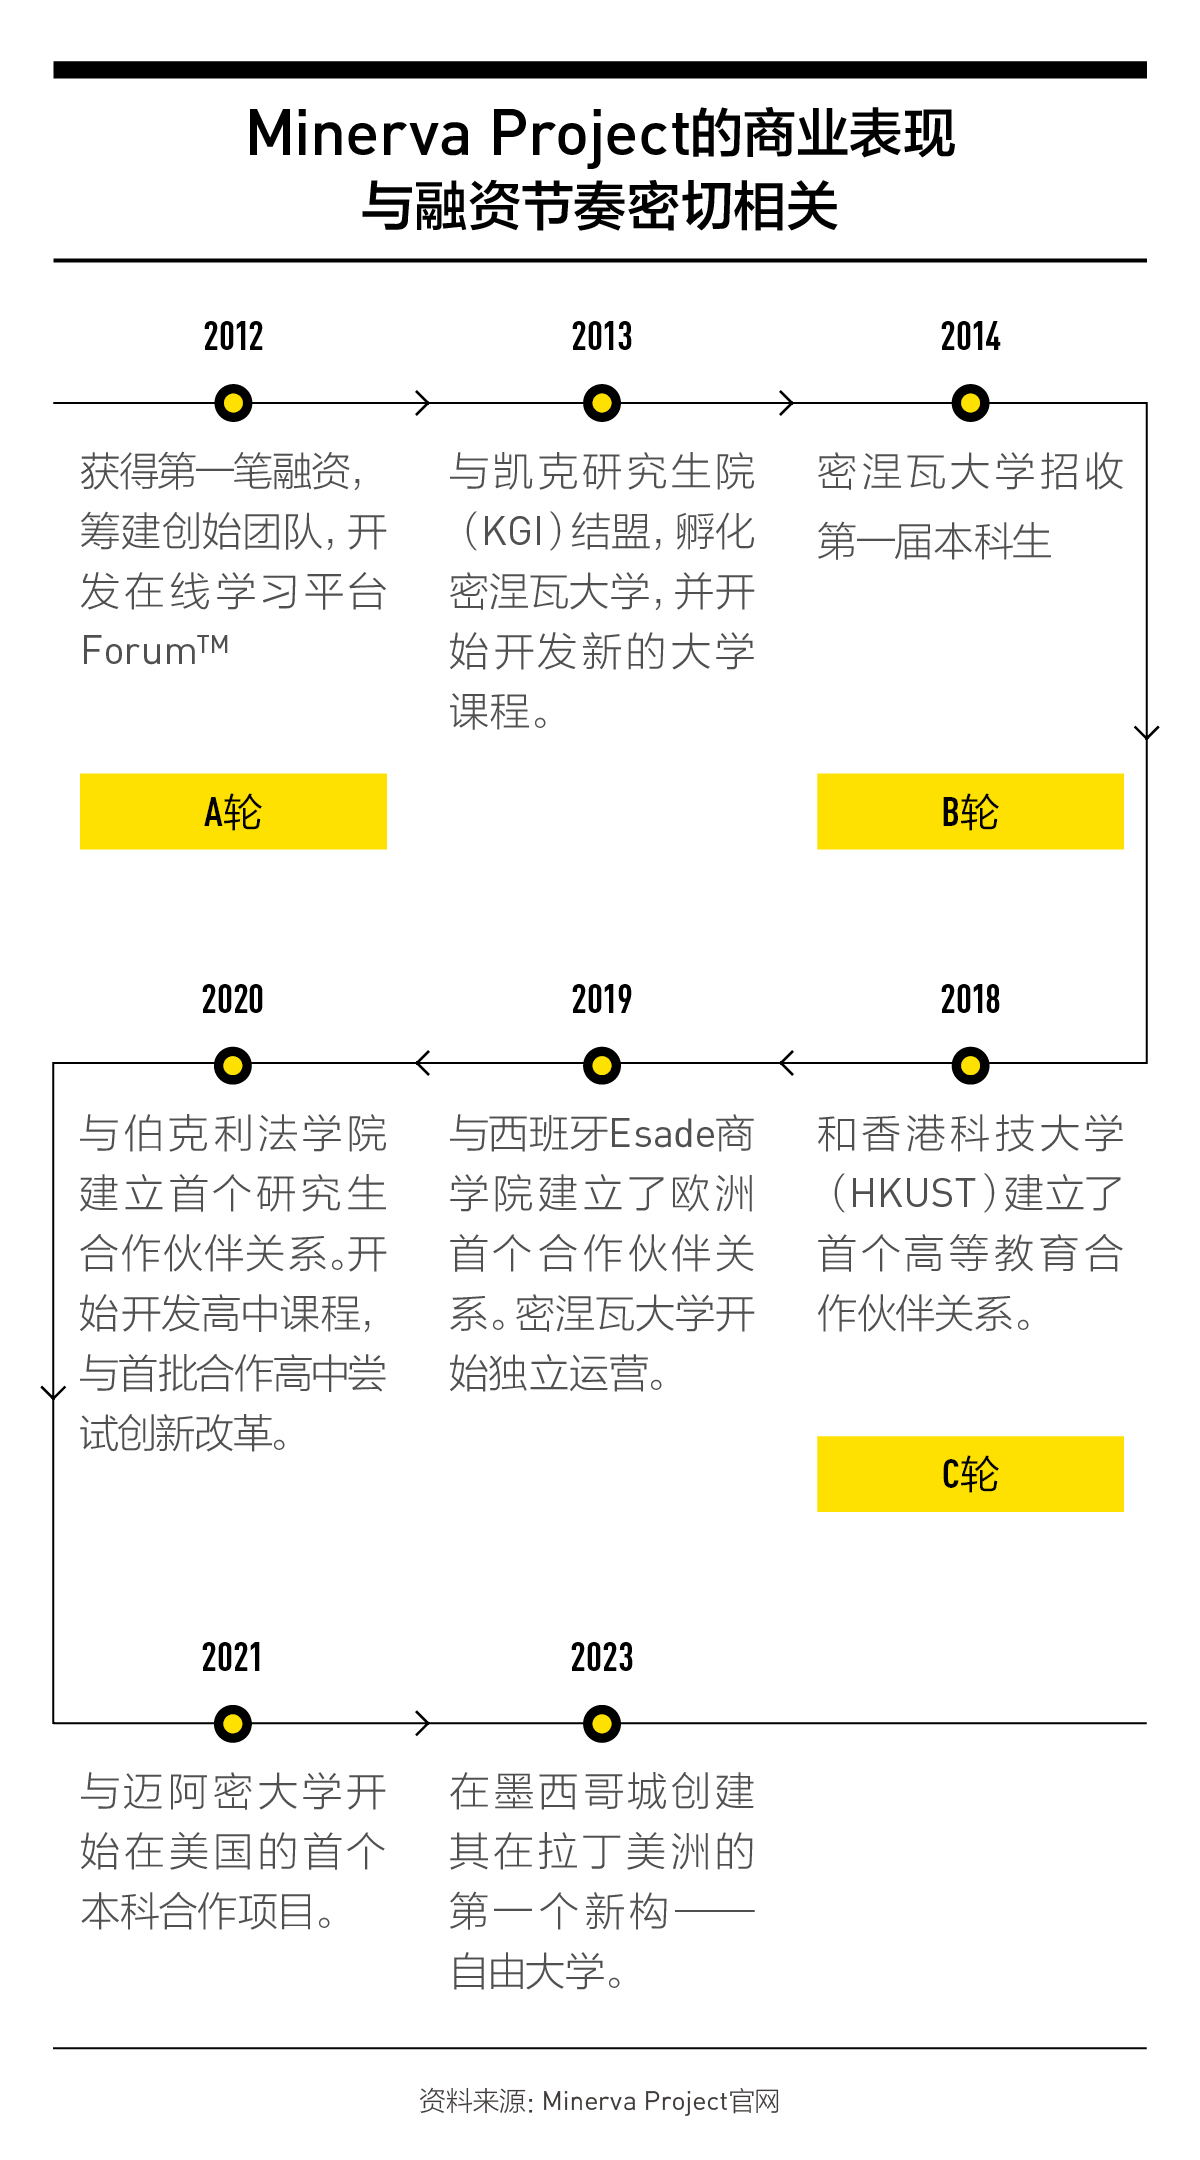 Minerva Project的商业表现
与融资节奏密切相关
2012
获得第一笔融资,
筹建创始团队, 开
发在线学习平台
Forum™
A轮
2013
与凯克研究生院
（KGI）结盟, 孵化
密涅瓦大学, 并开
始开发新的大学
课程。
2014
密涅瓦大学招收
第一届本科生
B轮
2018
和香港科技大学
（HKUST）建立了
首个高等教育合
作伙伴关系。
C轮
2019
与西班牙Esade商
学院建立了欧洲
首个合作伙伴关
系。密涅瓦大学开
始独立运营。
2020
与伯克利法学院
建立首个研究生
合作伙伴关系。开
始开发高中课程,
与首批合作高中尝
试创新改革。
2021
与迈阿密大学开
始在美国的首个
本科合作项目。
2023
在墨西哥城创建
其在拉丁美洲的
第一个新构——
自由大学。
资料来源: Minerva Project官网